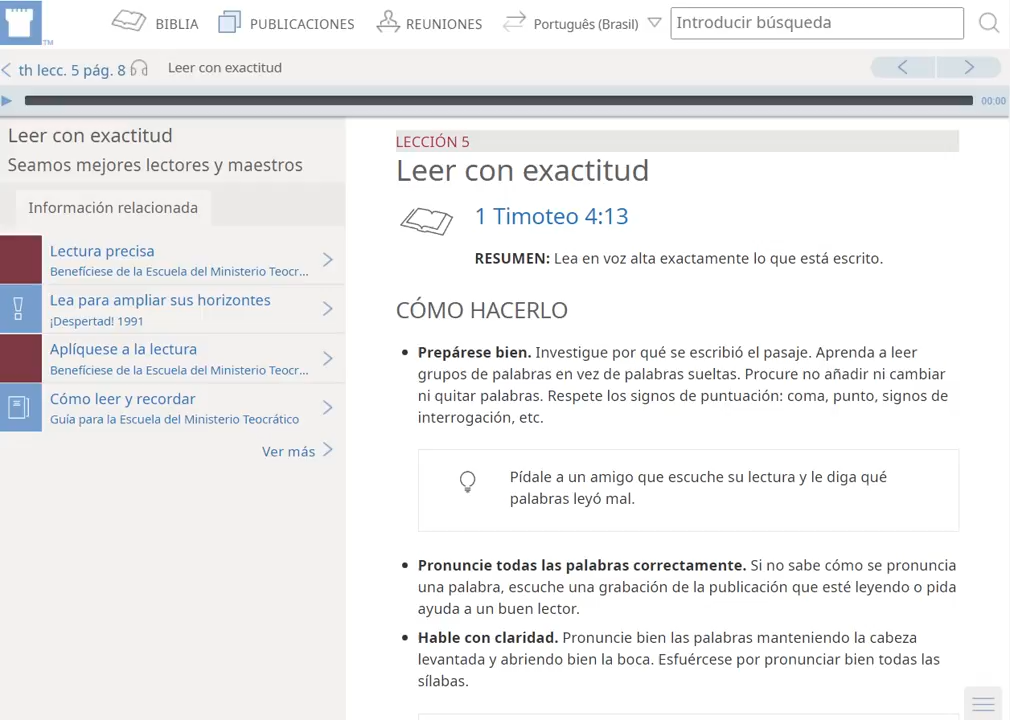 BIBLIA
PUBLICACIONES
REUNIONES
Português (Brasil)
Introducir búsqueda
TM
th lecc. 5 pág. 8
Leer con exactitud
00:00
Leer con exactitud
Seamos mejores lectores y maestros
Información relacionada
Lectura precisa
Benefíciese de la Escuela del Ministerio Teocr...
Lea para ampliar sus horizontes
¡Despertad! 1991
Aplíquese a la lectura
Benefíciese de la Escuela del Ministerio Teocr...
Cómo leer y recordar
Guía para la Escuela del Ministerio Teocrático
Ver más
LECCIÓN 5
Leer con exactitud
1 Timoteo 4:13
RESUMEN: Lea en voz alta exactamente lo que está escrito.
CÓMO HACERLO
• Prepárese bien. Investigue por qué se escribió el pasaje. Aprenda a leer
grupos de palabras en vez de palabras sueltas. Procure no añadir ni cambiar
ni quitar palabras. Respete los signos de puntuación: coma, punto, signos de
interrogación, etc.
Pídale a un amigo que escuche su lectura y le diga qué
palabras leyó mal.
• Pronuncie todas las palabras correctamente. Si no sabe cómo se pronuncia
una palabra, escuche una grabación de la publicación que esté leyendo o pida
ayuda a un buen lector.
• Hable con claridad. Pronuncie bien las palabras manteniendo la cabeza
levantada y abriendo bien la boca. Esfuércese por pronunciar bien todas las
sílabas.